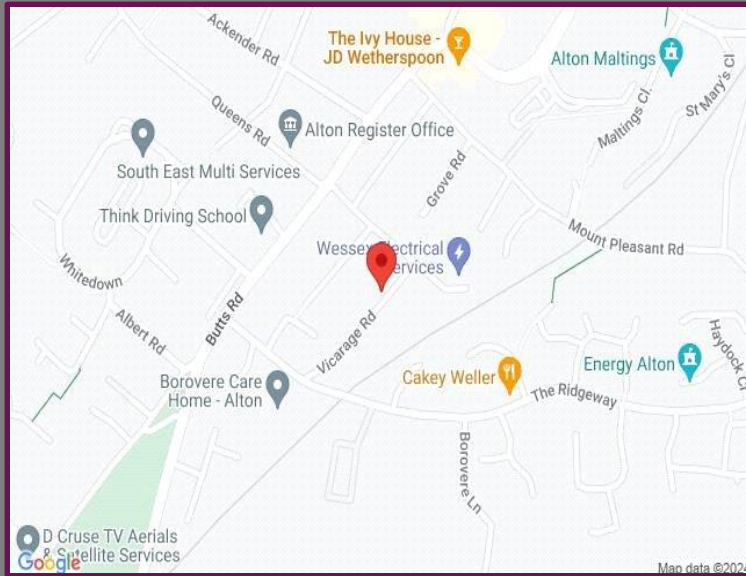 Ackender Rd
The Ivy House -
JD Wetherspoon
Alton Maltings
St Mary's Cl
Maltings Cl.
Queens Rd
Alton Register Office
South East Multi Services
Grove Rd
Think Driving School
Mount Pleasant Rd
Wessex Electrical
Services
Whitedown
Albert Rd
Butts Rd
Vicarage Rd
Haydock Cl
Borovere Care
Home - Alton
Cakey Weller
Energy Alton
The Ridgeway
Borovere Ln
D Cruse TV Aerials
& Satellite Services
Google
Map data ©2024